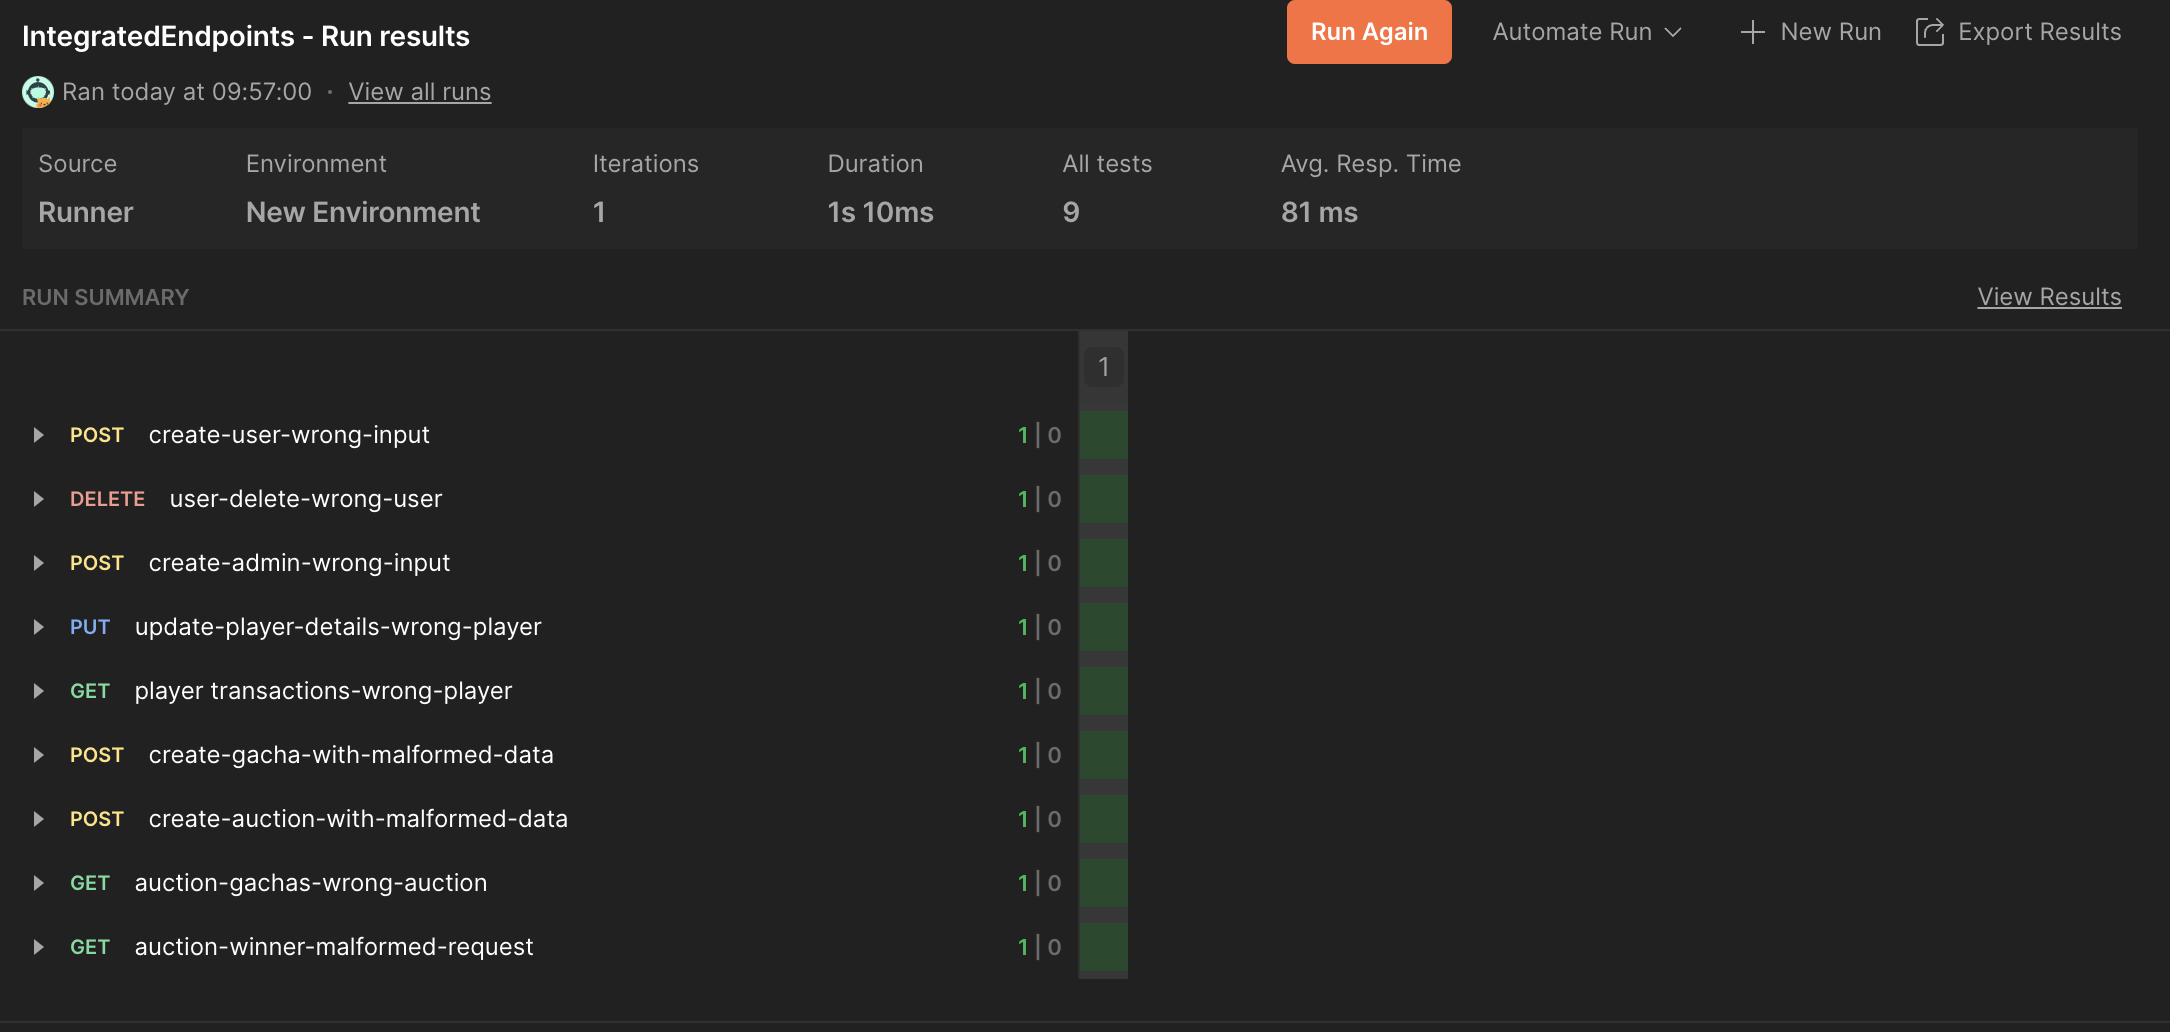 IntegratedEndpoints - Run results
Run Again
Automate Run
New Run
Export Results
Ran today at 09:57:00 · View all runs
Source Environment Iterations Duration All tests Avg. Resp. Time
Runner New Environment 1 1s 10ms 9 81 ms
RUN SUMMARY View Results
1
POST create-user-wrong-input 1 | 0
DELETE user-delete-wrong-user 1 | 0
POST create-admin-wrong-input 1 | 0
PUT update-player-details-wrong-player 1 | 0
GET player transactions-wrong-player 1 | 0
POST create-gacha-with-malformed-data 1 | 0
POST create-auction-with-malformed-data 1 | 0
GET auction-gachas-wrong-auction 1 | 0
GET auction-winner-malformed-request 1 | 0